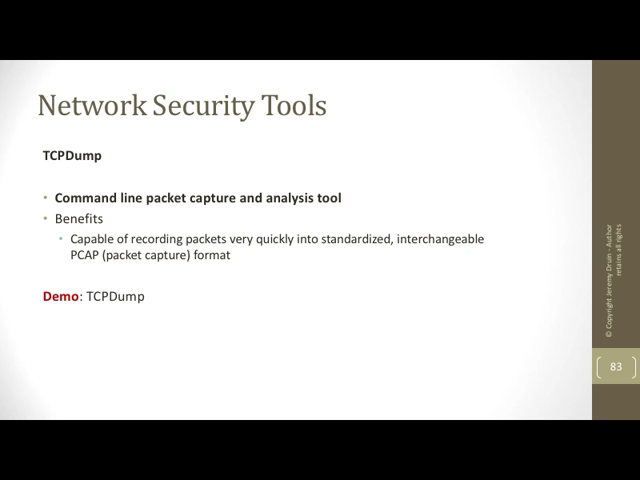 Network Security Tools
TCPDump
• Command line packet capture and analysis tool
• Benefits
• Capable of recording packets very quickly into standardized, interchangeable
PCAP (packet capture) format
Demo: TCPDump
© Copyright Jeremy Druin - Author
retains all rights
83